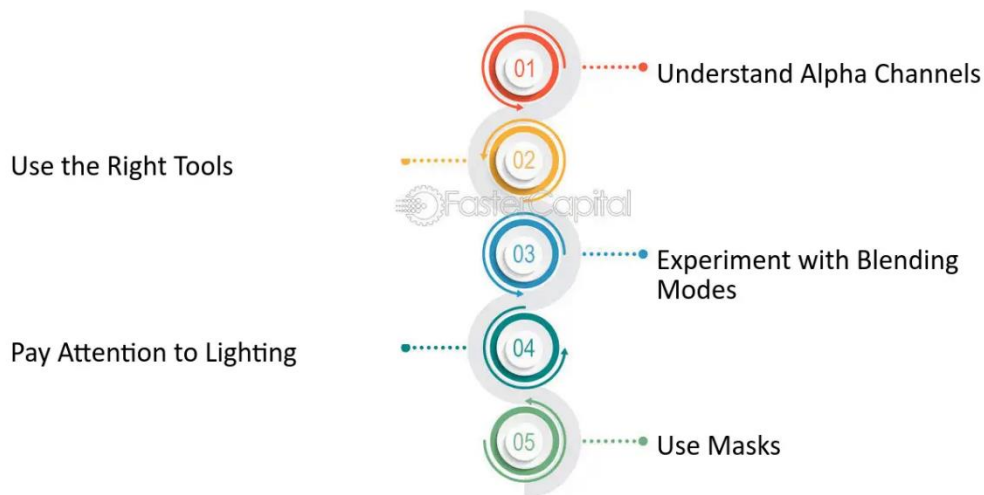 01
Understand Alpha Channels
Use the Right Tools
02
FasterCapital
03
Experiment with Blending
Modes
Pay Attention to Lighting
04
05
Use Masks